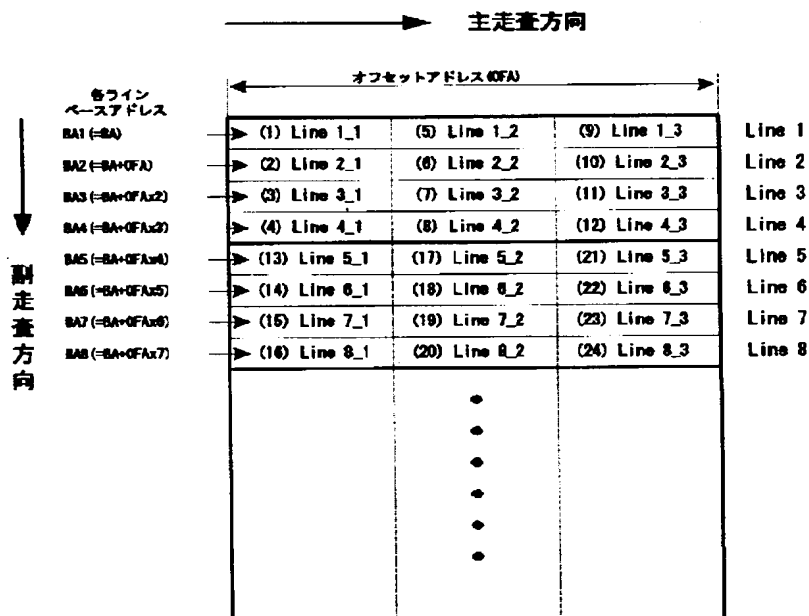 主走査方向
オフセットアドレス(OFA)
各ライン
ベースアドレス
BA1(=BA) (1) Line 1_1 (5) Line 1_2 (9) Line 1_3 Line 1
BA2(=BA+OFA) (2) Line 2_1 (6) Line 2_2 (10) Line 2_3 Line 2
BA3(=BA+OFAx2) (3) Line 3_1 (7) Line 3_2 (11) Line 3_3 Line 3
BA4(=BA+OFAx3) (4) Line 4_1 (8) Line 4_2 (12) Line 4_3 Line 4
BA5(=BA+OFAx4) (13) Line 5_1 (17) Line 5_2 (21) Line 5_3 Line 5
BA6(=BA+OFAx5) (14) Line 6_1 (18) Line 6_2 (22) Line 6_3 Line 6
BA7(=BA+OFAx6) (15) Line 7_1 (19) Line 7_2 (23) Line 7_3 Line 7
BA8(=BA+OFAx7) (16) Line 8_1 (20) Line 8_2 (24) Line 8_3 Line 8
副走査方向